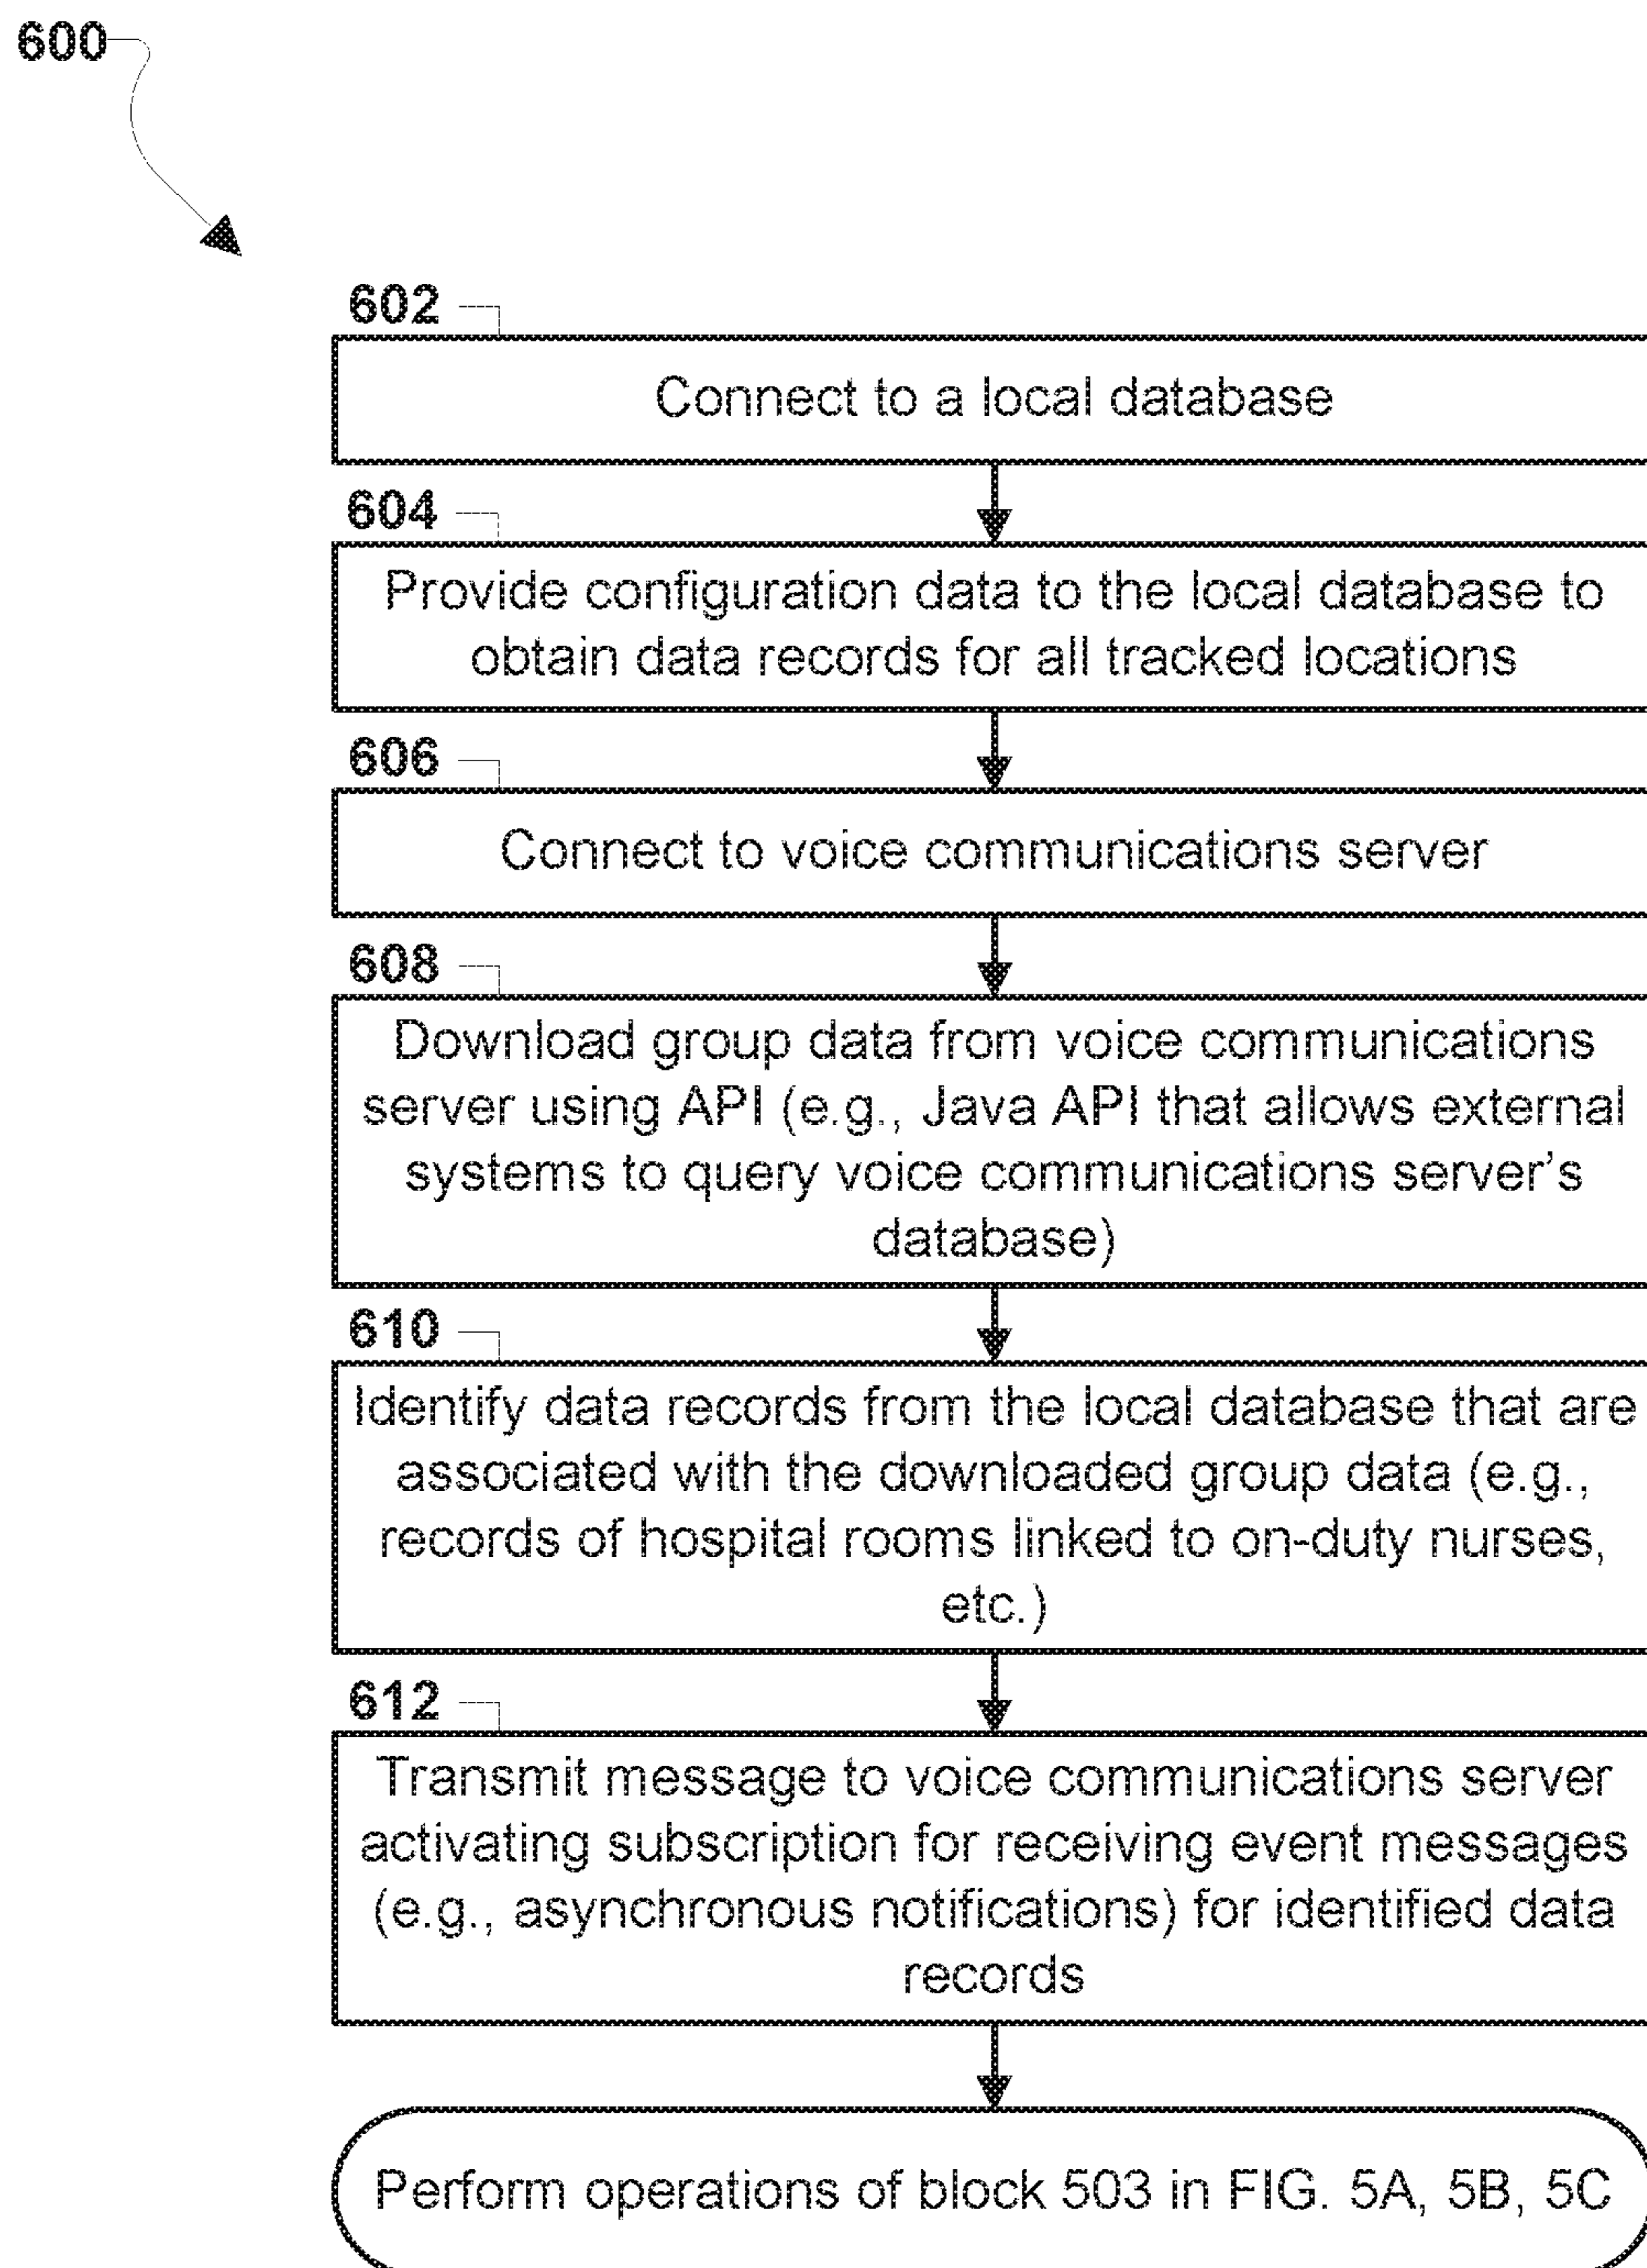 600
602
Connect to a local database
604
Provide configuration data to the local database to
obtain data records for all tracked locations
606
Connect to voice communications server
608
Download group data from voice communications
server using API (e.g., Java API that allows external
systems to query voice communications server's
database)
610
Identify data records from the local database that are
associated with the downloaded group data (e.g.,
records of hospital rooms linked to on-duty nurses,
etc.)
612
Transmit message to voice communications server
activating subscription for receiving event messages
(e.g., asynchronous notifications) for identified data
records
Perform operations of block 503 in FIG. 5A, 5B, 5C